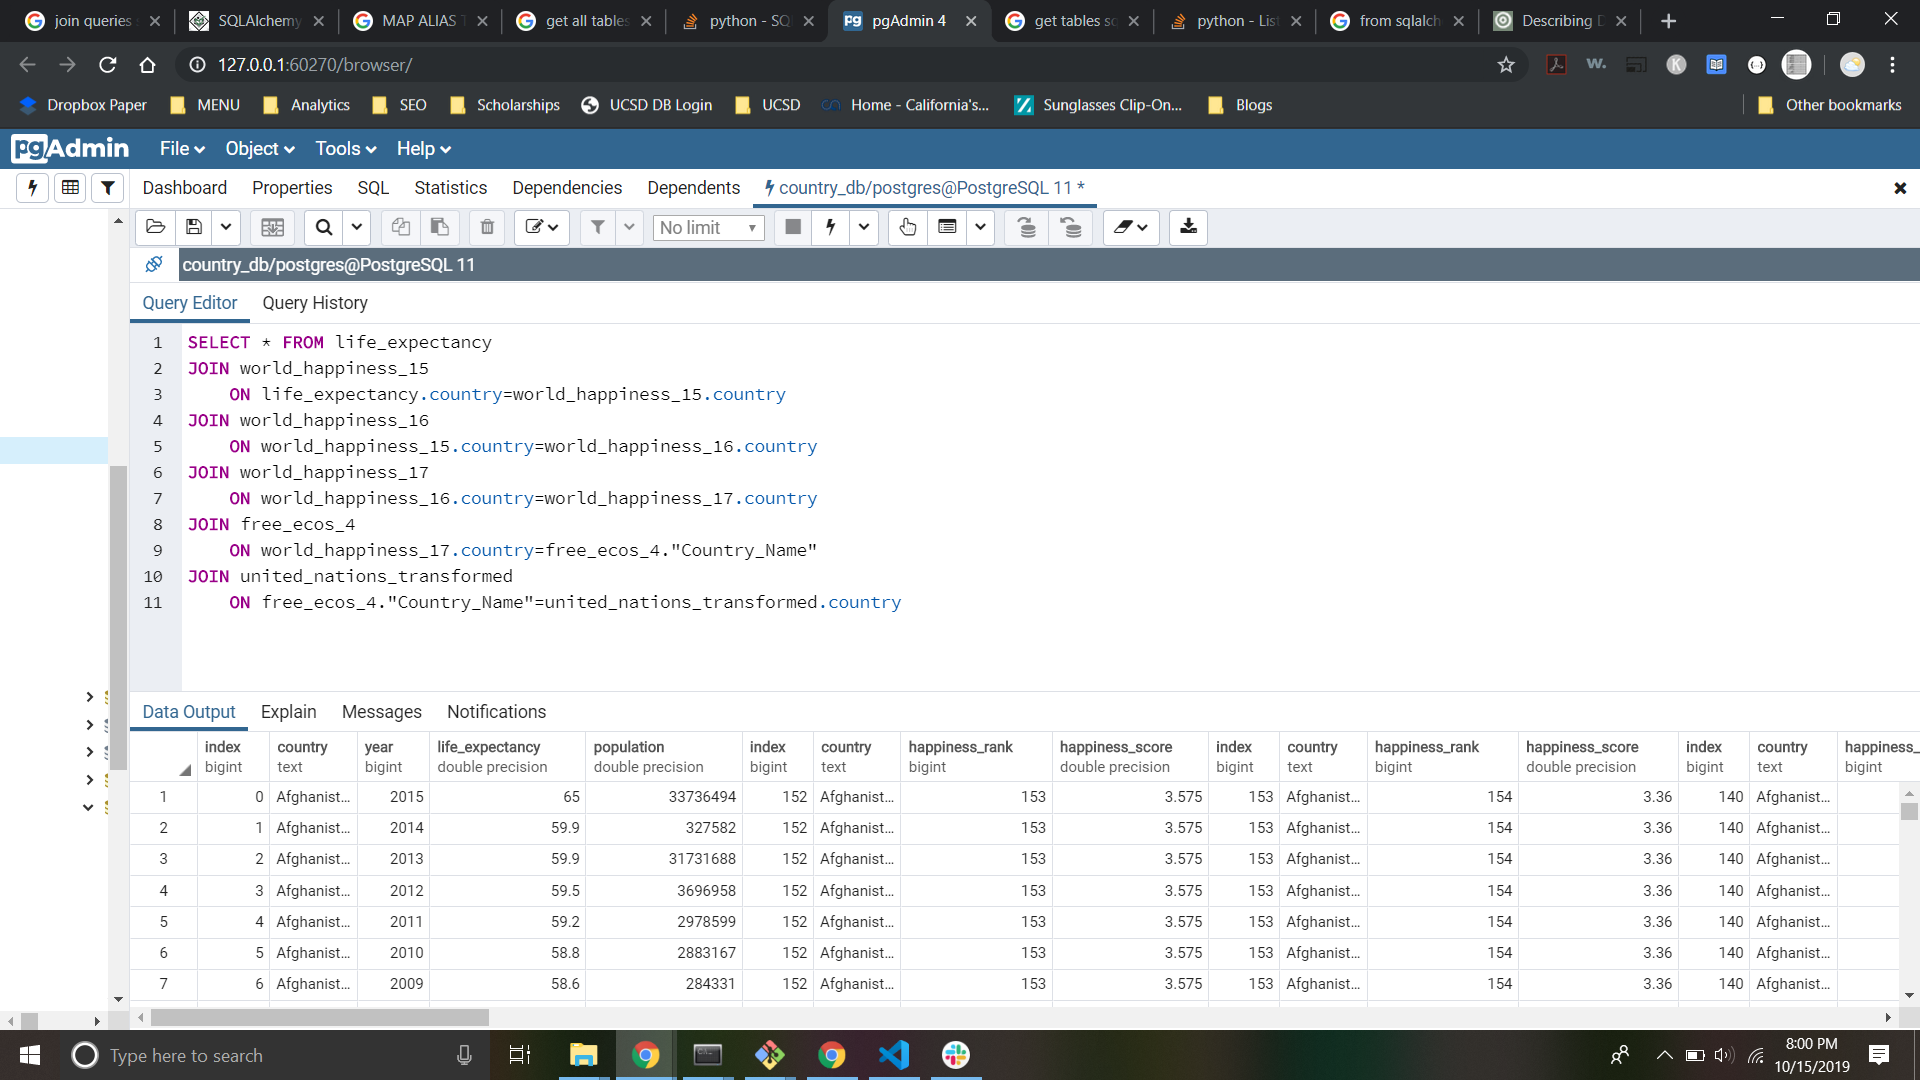 join queries SQLAlchemy MAP ALIAS get all tables python - SQ pgAdmin 4 get tables python - List from sqlalch Describing
127.0.0.1:60270/browser/
Dropbox Paper MENU Analytics SEO Scholarships UCSD DB Login UCSD Home - California's... Sunglasses Clip-On... Blogs Other bookmarks
pgAdmin File Object Tools Help
Dashboard Properties SQL Statistics Dependencies Dependents country_db/postgres@PostgreSQL 11 *
No limit
country_db/postgres@PostgreSQL 11
Query Editor Query History
1 SELECT * FROM life_expectancy
2 JOIN world_happiness_15
3 ON life_expectancy.country=world_happiness_15.country
4 JOIN world_happiness_16
5 ON world_happiness_15.country=world_happiness_16.country
6 JOIN world_happiness_17
7 ON world_happiness_16.country=world_happiness_17.country
8 JOIN free_ecos_4
9 ON world_happiness_17.country=free_ecos_4."Country_Name"
10 JOIN united_nations_transformed
11 ON free_ecos_4."Country_Name"=united_nations_transformed.country
Data Output Explain Messages Notifications
index country year life_expectancy population index country happiness_rank happiness_score index country happiness_rank happiness_score index country happiness_
bigint text bigint double precision double precision bigint text bigint double precision bigint text bigint double precision bigint text bigint
1 0 Afghanist... 2015 65 33736494 152 Afghanist... 153 3.575 153 Afghanist... 154 3.36 140 Afghanist...
2 1 Afghanist... 2014 59.9 327582 152 Afghanist... 153 3.575 153 Afghanist... 154 3.36 140 Afghanist...
3 2 Afghanist... 2013 59.9 31731688 152 Afghanist... 153 3.575 153 Afghanist... 154 3.36 140 Afghanist...
4 3 Afghanist... 2012 59.5 3696958 152 Afghanist... 153 3.575 153 Afghanist... 154 3.36 140 Afghanist...
5 4 Afghanist... 2011 59.2 2978599 152 Afghanist... 153 3.575 153 Afghanist... 154 3.36 140 Afghanist...
6 5 Afghanist... 2010 58.8 2883167 152 Afghanist... 153 3.575 153 Afghanist... 154 3.36 140 Afghanist...
7 6 Afghanist... 2009 58.6 284331 152 Afghanist... 153 3.575 153 Afghanist... 154 3.36 140 Afghanist...
Type here to search
8:00 PM
10/15/2019